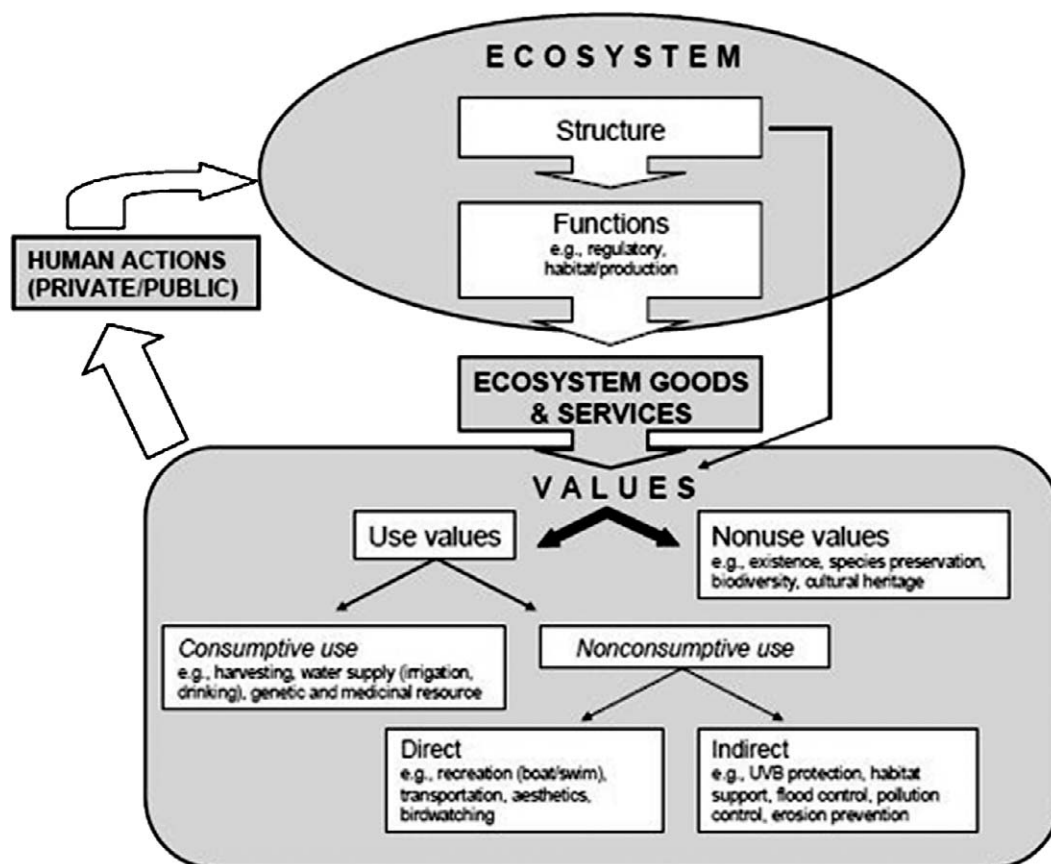 ECOSYSTEM
Structure
Functions
e.g., regulatory,
habitat/production
HUMAN ACTIONS
(PRIVATE/PUBLIC)
ECOSYSTEM GOODS
& SERVICES
VALUES
Use values
Nonuse values
e.g., existence, species preservation,
biodiversity, cultural heritage
Consumptive use
e.g., harvesting, water supply (irrigation,
drinking), genetic and medicinal resource
Nonconsumptive use
Direct
e.g., recreation (boat/swim),
transportation, aesthetics,
birdwatching
Indirect
e.g., UVB protection, habitat
support, flood control, pollution
control, erosion prevention